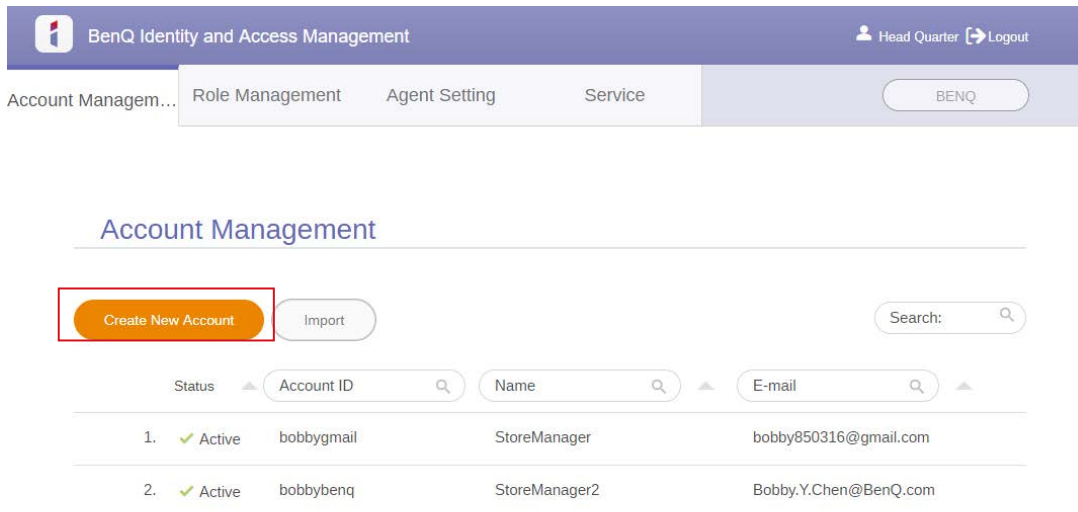 BenQ Identity and Access Management Head Quarter Logout
Account Managem... Role Management Agent Setting Service BENQ
Account Management
Create New Account Import Search:
Status Account ID Name E-mail
1. Active bobbygmail StoreManager bobby850316@gmail.com
2. Active bobbybenq StoreManager2 Bobby.Y.Chen@BenQ.com